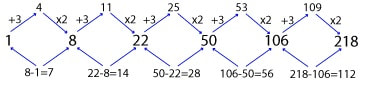 4 11 25 53 109
+3 x2 +3 x2 +3 x2 +3 x2 +3 x2
1 8 22 50 106 218
8-1=7 22-8=14 50-22=28 106-50=56 218-106=112